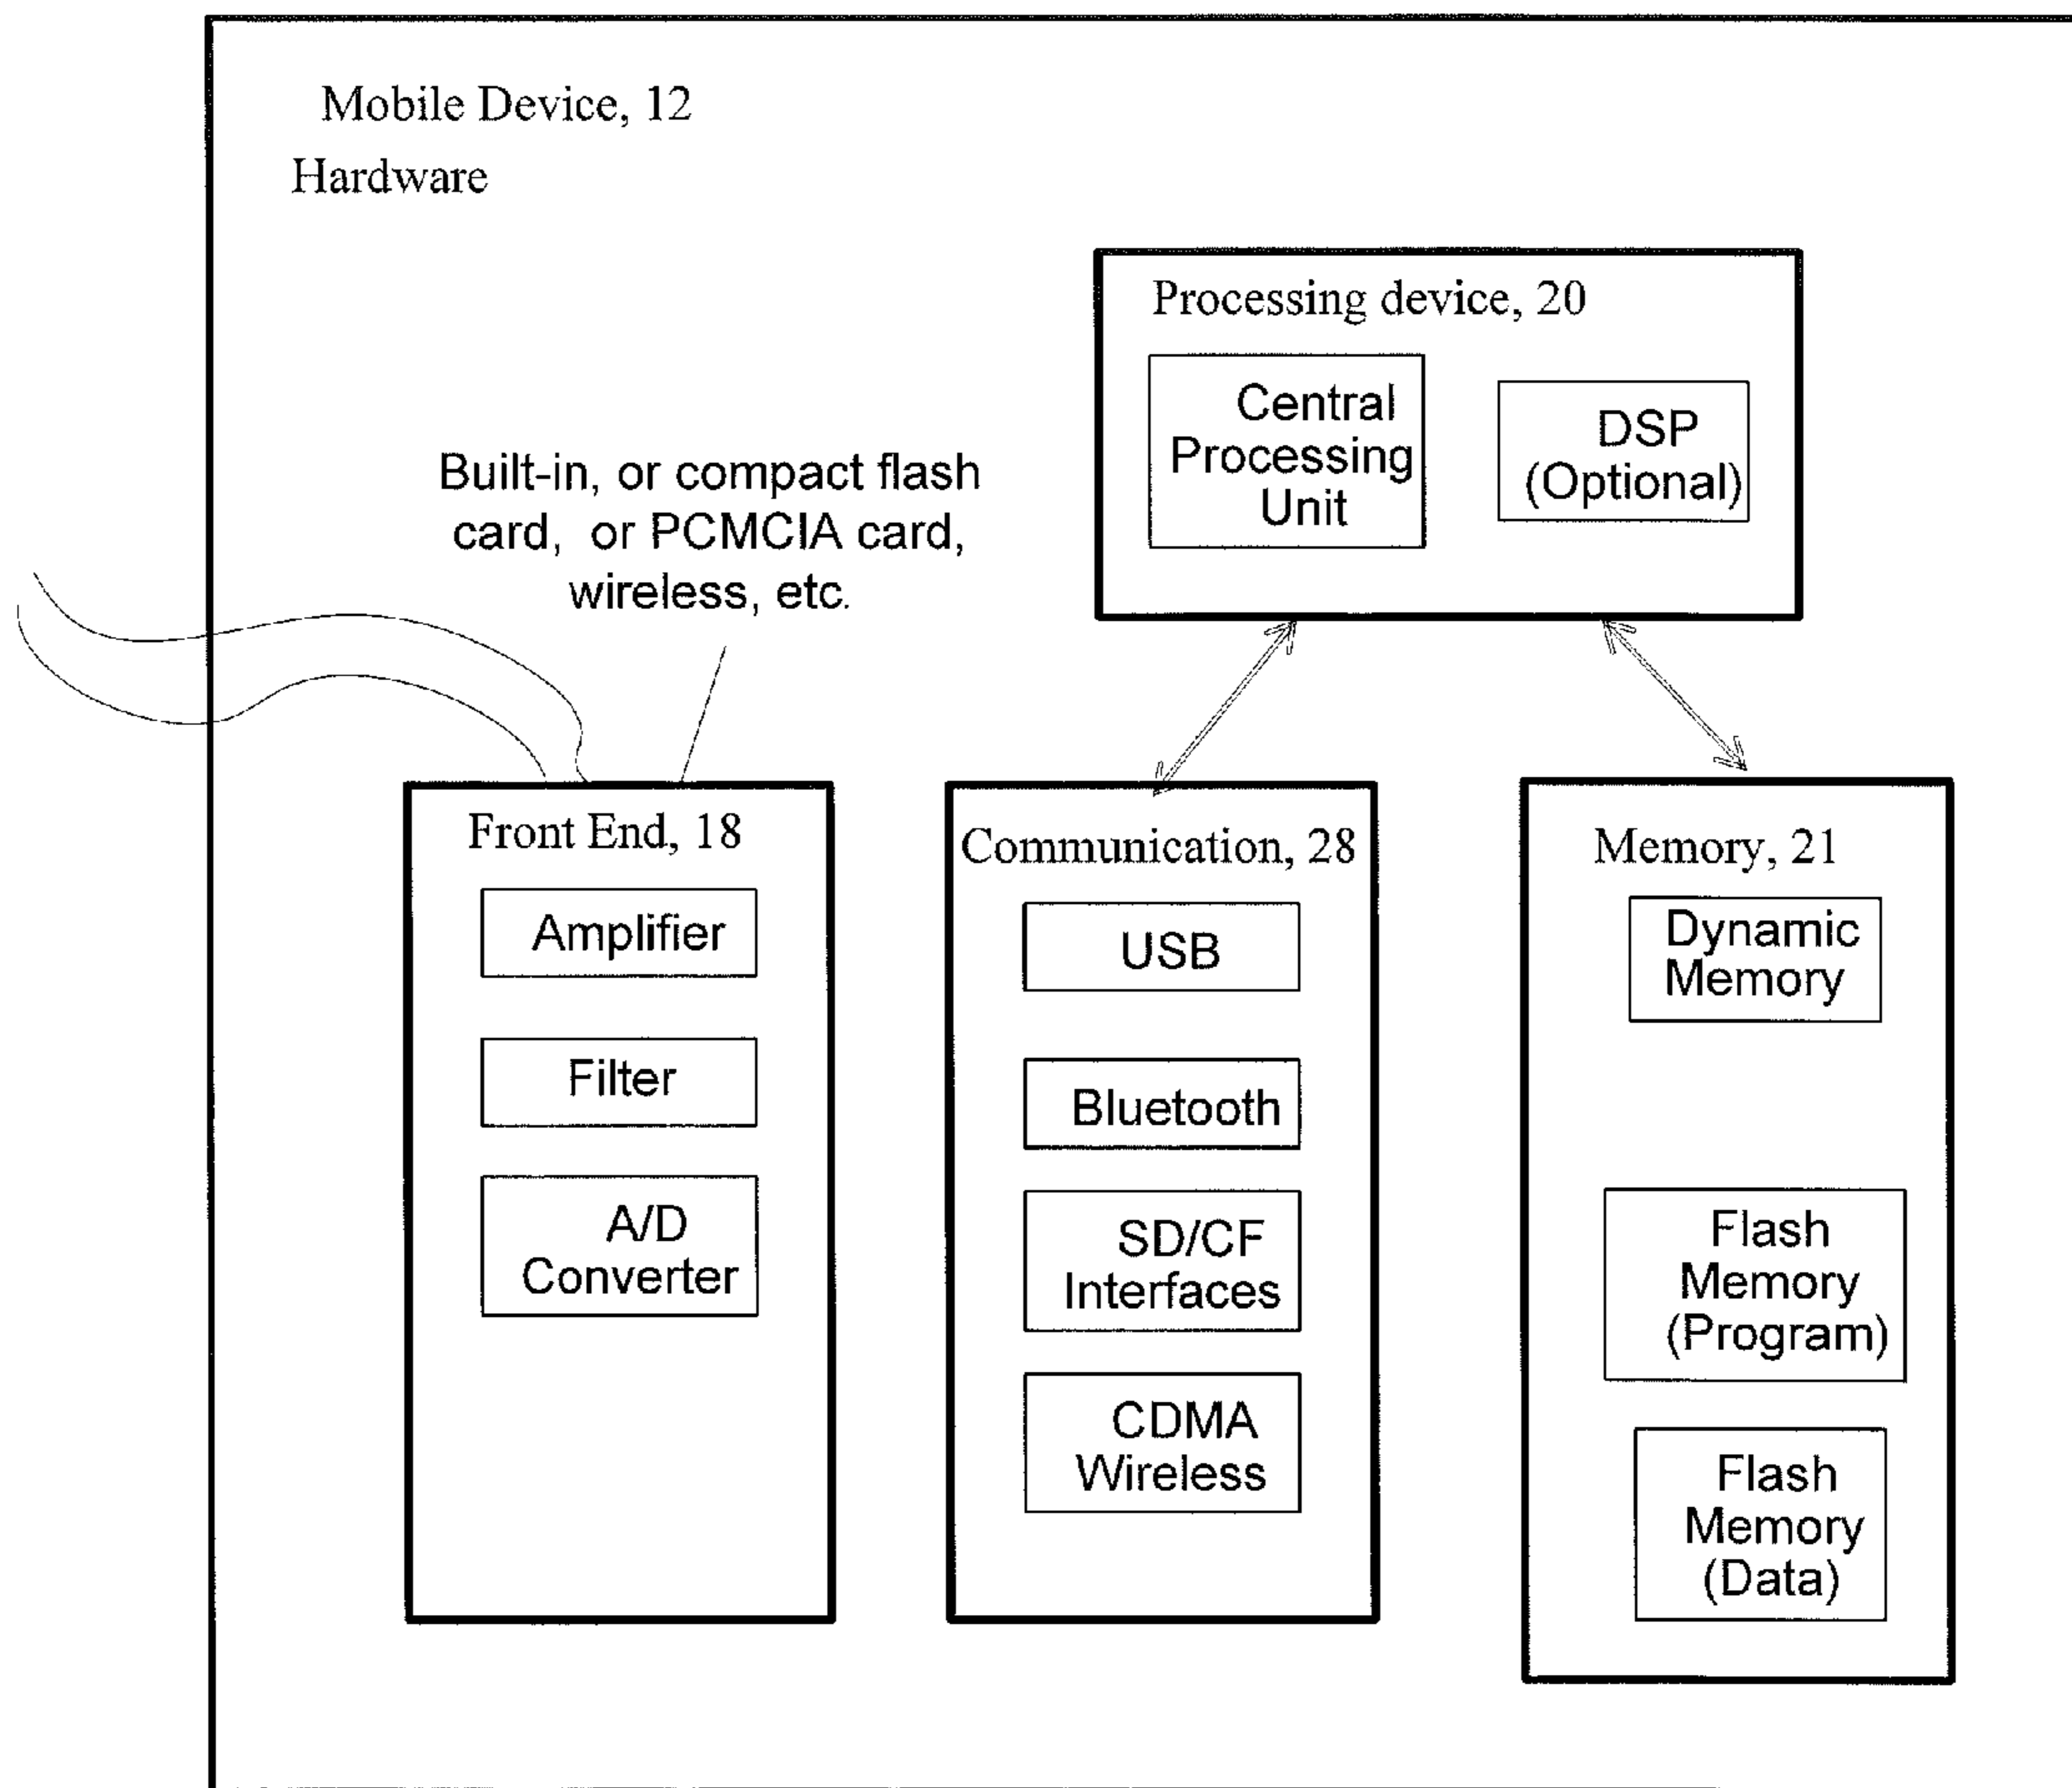 Mobile Device, 12
Hardware
Processing device, 20
Central
Processing
Unit
DSP
(Optional)
Built-in, or compact flash
card, or PCMCIA card,
wireless, etc.
Front End, 18
Amplifier
Filter
A/D
Converter
Communication, 28
USB
Bluetooth
SD/CF
Interfaces
CDMA
Wireless
Memory, 21
Dynamic
Memory
Flash
Memory
(Program)
Flash
Memory
(Data)